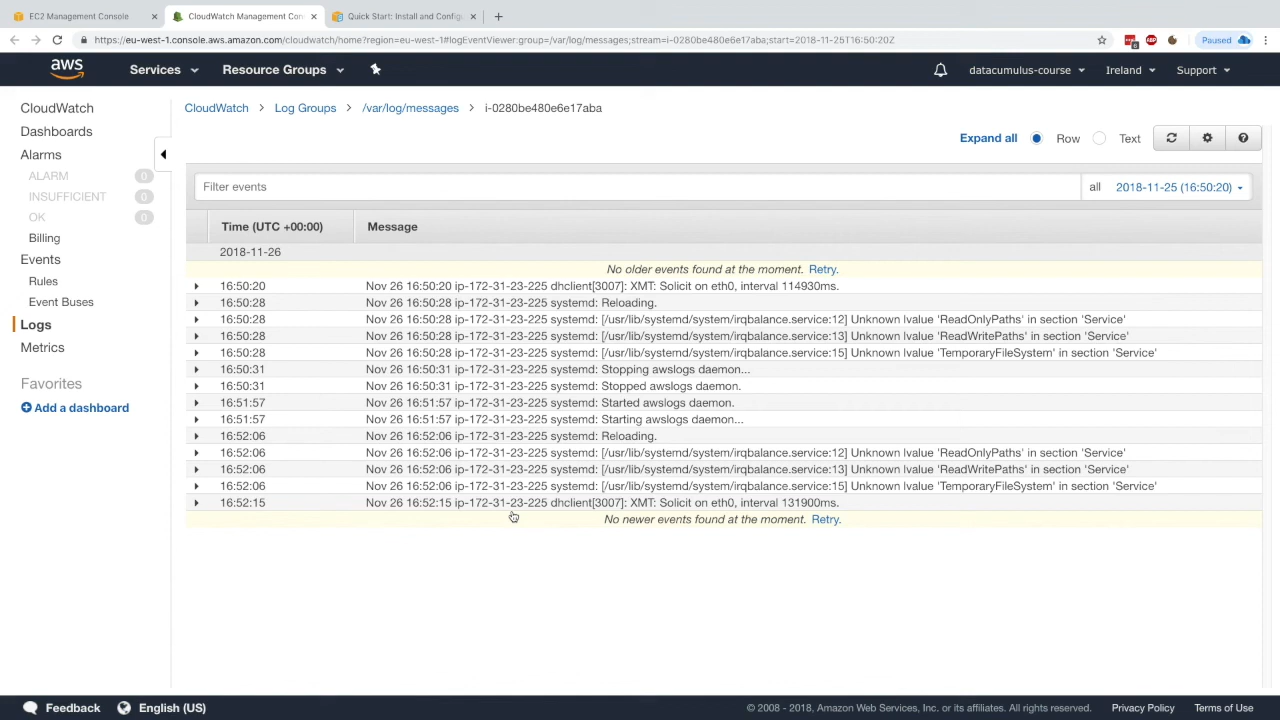 EC2 Management Console
CloudWatch Management Con
Quick Start: Install and Config
https://eu-west-1.console.aws.amazon.com/cloudwatch/home?region=eu-west-1#logEventViewer:group=/var/log/messages;stream=i-0280be480e6e17aba;start=2018-11-25T16:50:20Z
Paused
aws
Services
Resource Groups
datacumulus-course
Ireland
Support
CloudWatch
Dashboards
Alarms
ALARM 0
INSUFFICIENT 0
OK 0
Billing
Events
Rules
Event Buses
Logs
Metrics
Favorites
Add a dashboard
CloudWatch > Log Groups > /var/log/messages > i-0280be480e6e17aba
Expand all Row Text
Filter events
all 2018-11-25 (16:50:20)
Time (UTC +00:00) Message
2018-11-26
No older events found at the moment. Retry.
16:50:20 Nov 26 16:50:20 ip-172-31-23-225 dhclient[3007]: XMT: Solicit on eth0, interval 114930ms.
16:50:28 Nov 26 16:50:28 ip-172-31-23-225 systemd: Reloading.
16:50:28 Nov 26 16:50:28 ip-172-31-23-225 systemd: [/usr/lib/systemd/system/irqbalance.service:12] Unknown lvalue 'ReadOnlyPaths' in section 'Service'
16:50:28 Nov 26 16:50:28 ip-172-31-23-225 systemd: [/usr/lib/systemd/system/irqbalance.service:13] Unknown lvalue 'ReadWritePaths' in section 'Service'
16:50:28 Nov 26 16:50:28 ip-172-31-23-225 systemd: [/usr/lib/systemd/system/irqbalance.service:15] Unknown lvalue 'TemporaryFileSystem' in section 'Service'
16:50:31 Nov 26 16:50:31 ip-172-31-23-225 systemd: Stopping awslogs daemon...
16:50:31 Nov 26 16:50:31 ip-172-31-23-225 systemd: Stopped awslogs daemon.
16:51:57 Nov 26 16:51:57 ip-172-31-23-225 systemd: Started awslogs daemon.
16:51:57 Nov 26 16:51:57 ip-172-31-23-225 systemd: Starting awslogs daemon...
16:52:06 Nov 26 16:52:06 ip-172-31-23-225 systemd: Reloading.
16:52:06 Nov 26 16:52:06 ip-172-31-23-225 systemd: [/usr/lib/systemd/system/irqbalance.service:12] Unknown lvalue 'ReadOnlyPaths' in section 'Service'
16:52:06 Nov 26 16:52:06 ip-172-31-23-225 systemd: [/usr/lib/systemd/system/irqbalance.service:13] Unknown lvalue 'ReadWritePaths' in section 'Service'
16:52:06 Nov 26 16:52:06 ip-172-31-23-225 systemd: [/usr/lib/systemd/system/irqbalance.service:15] Unknown lvalue 'TemporaryFileSystem' in section 'Service'
16:52:15 Nov 26 16:52:15 ip-172-31-23-225 dhclient[3007]: XMT: Solicit on eth0, interval 131900ms.
No newer events found at the moment. Retry.
Feedback
English (US)
© 2008 - 2018, Amazon Web Services, Inc. or its affiliates. All rights reserved.
Privacy Policy
Terms of Use